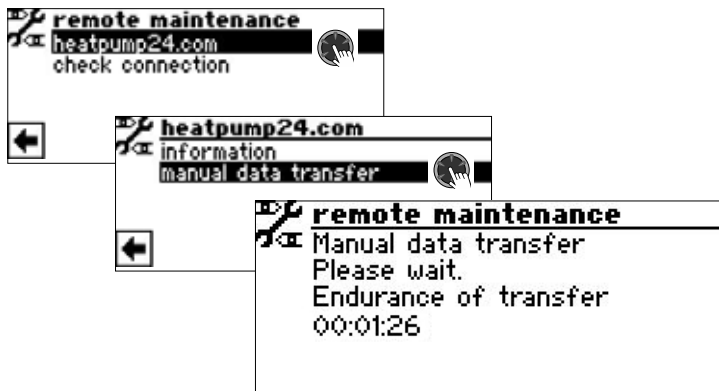 remote maintenance
heatpump24.com
check connection
heatpump24.com
information
manual data transfer
remote maintenance
Manual data transfer
Please wait.
Endurance of transfer
00:01:26